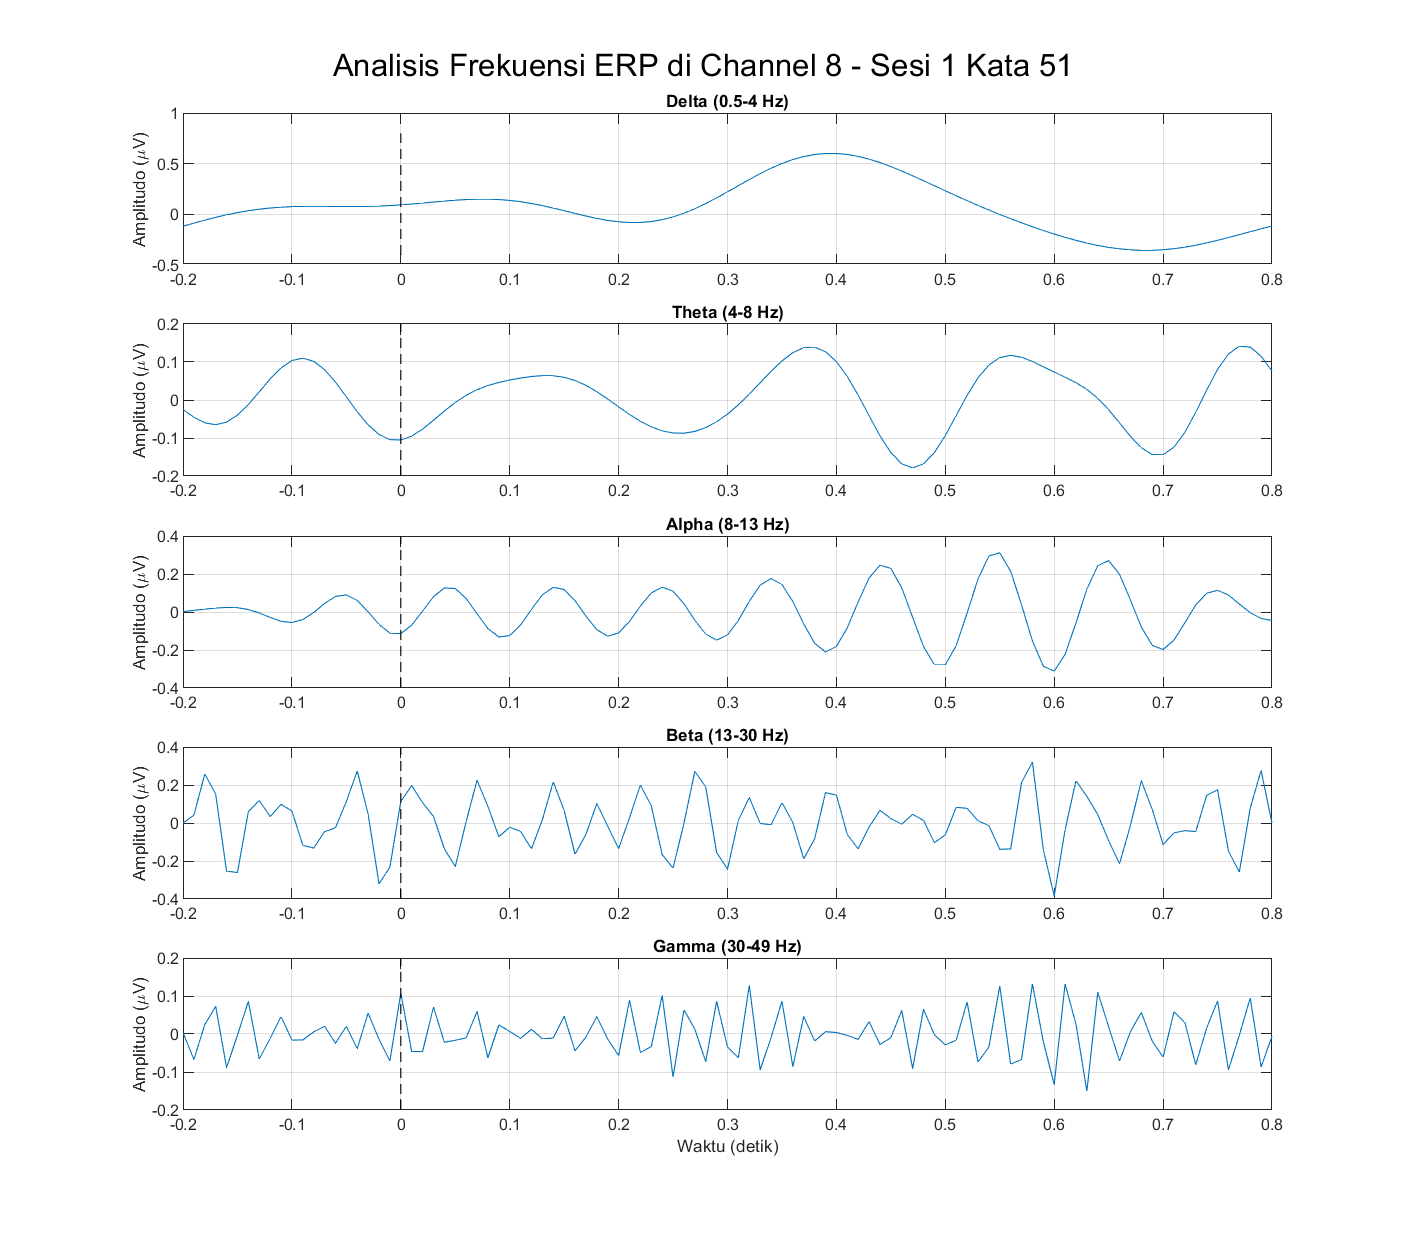 Analisis Frekuensi ERP di Channel 8 - Sesi 1 Kata 51
Delta (0.5-4 Hz)
Amplitudo (μV)
1
0.5
0
-0.5
-0.2 -0.1 0 0.1 0.2 0.3 0.4 0.5 0.6 0.7 0.8
Theta (4-8 Hz)
Amplitudo (μV)
0.2
0.1
0
-0.1
-0.2
-0.2 -0.1 0 0.1 0.2 0.3 0.4 0.5 0.6 0.7 0.8
Alpha (8-13 Hz)
Amplitudo (μV)
0.4
0.2
0
-0.2
-0.4
-0.2 -0.1 0 0.1 0.2 0.3 0.4 0.5 0.6 0.7 0.8
Beta (13-30 Hz)
Amplitudo (μV)
0.4
0.2
0
-0.2
-0.4
-0.2 -0.1 0 0.1 0.2 0.3 0.4 0.5 0.6 0.7 0.8
Gamma (30-49 Hz)
Amplitudo (μV)
0.2
0.1
0
-0.1
-0.2
-0.2 -0.1 0 0.1 0.2 0.3 0.4 0.5 0.6 0.7 0.8
Waktu (detik)